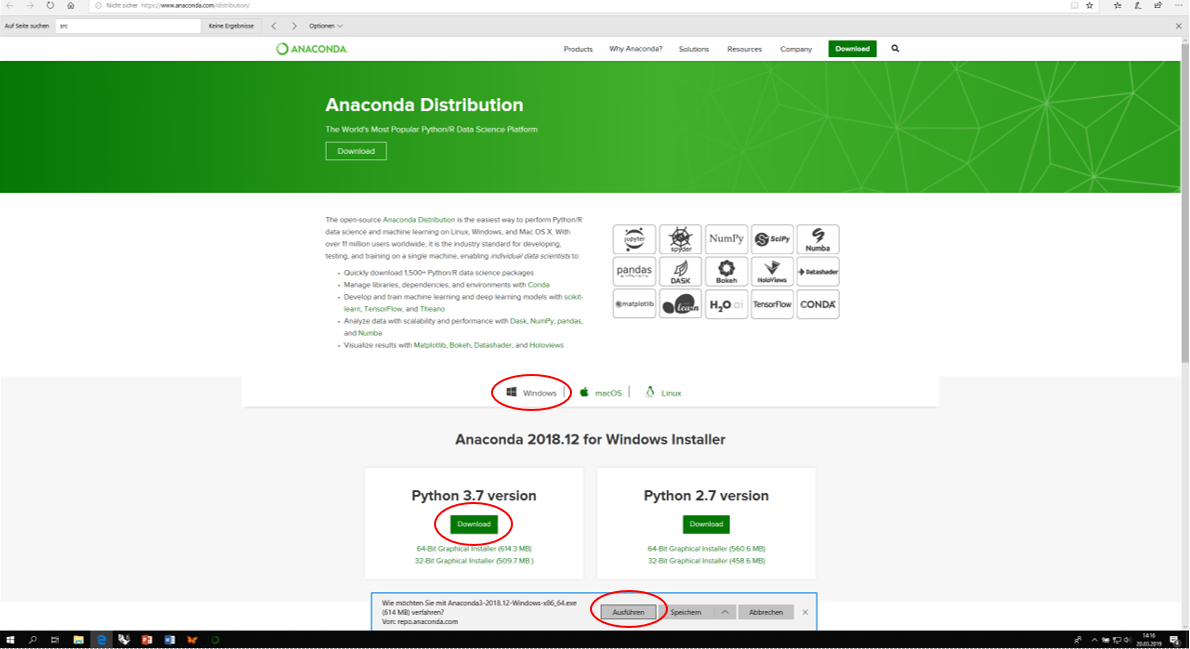 Nicht sicher https://www.anaconda.com/distribution/
Auf Seite suchen src Keine Ergebnisse Optionen
ANACONDA Products Why Anaconda? Solutions Resources Company Download
Anaconda Distribution
The World's Most Popular Python/R Data Science Platform
Download
The open-source Anaconda Distribution is the easiest way to perform Python/R
data science and machine learning on Linux, Windows, and Mac OS X. With
over 11 million users worldwide, it is the industry standard for developing,
testing, and training on a single machine, enabling individual data scientists to:
• Quickly download 1,500+ Python/R data science packages
• Manage libraries, dependencies, and environments with Conda
• Develop and train machine learning and deep learning models with scikit-
learn, TensorFlow, and Theano
• Analyze data with scalability and performance with Dask, NumPy, pandas,
and Numba
• Visualize results with Matplotlib, Bokeh, Datashader, and Holoviews
jupyter spyder NumPy SciPy Numba
pandas DASK Bokeh HoloViews Datashader
matplotlib learn H2O.ai TensorFlow CONDA
Windows macOS Linux
Anaconda 2018.12 for Windows Installer
Python 3.7 version
Download
64-Bit Graphical Installer (614.3 MB)
32-Bit Graphical Installer (509.7 MB )
Python 2.7 version
Download
64-Bit Graphical Installer (560.6 MB)
32-Bit Graphical Installer (458.6 MB)
Wie möchten Sie mit Anaconda3-2018.12-Windows-x86_64.exe
(614 MB) verfahren?
Von: repo.anaconda.com
Ausführen Speichern Abbrechen
14:16
20.03.2019